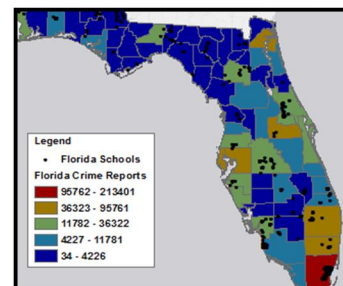 Legend
Florida Schools
Florida Crime Reports
95762 - 213401
36323 - 95761
11782 - 36322
4227 - 11781
34 - 4226